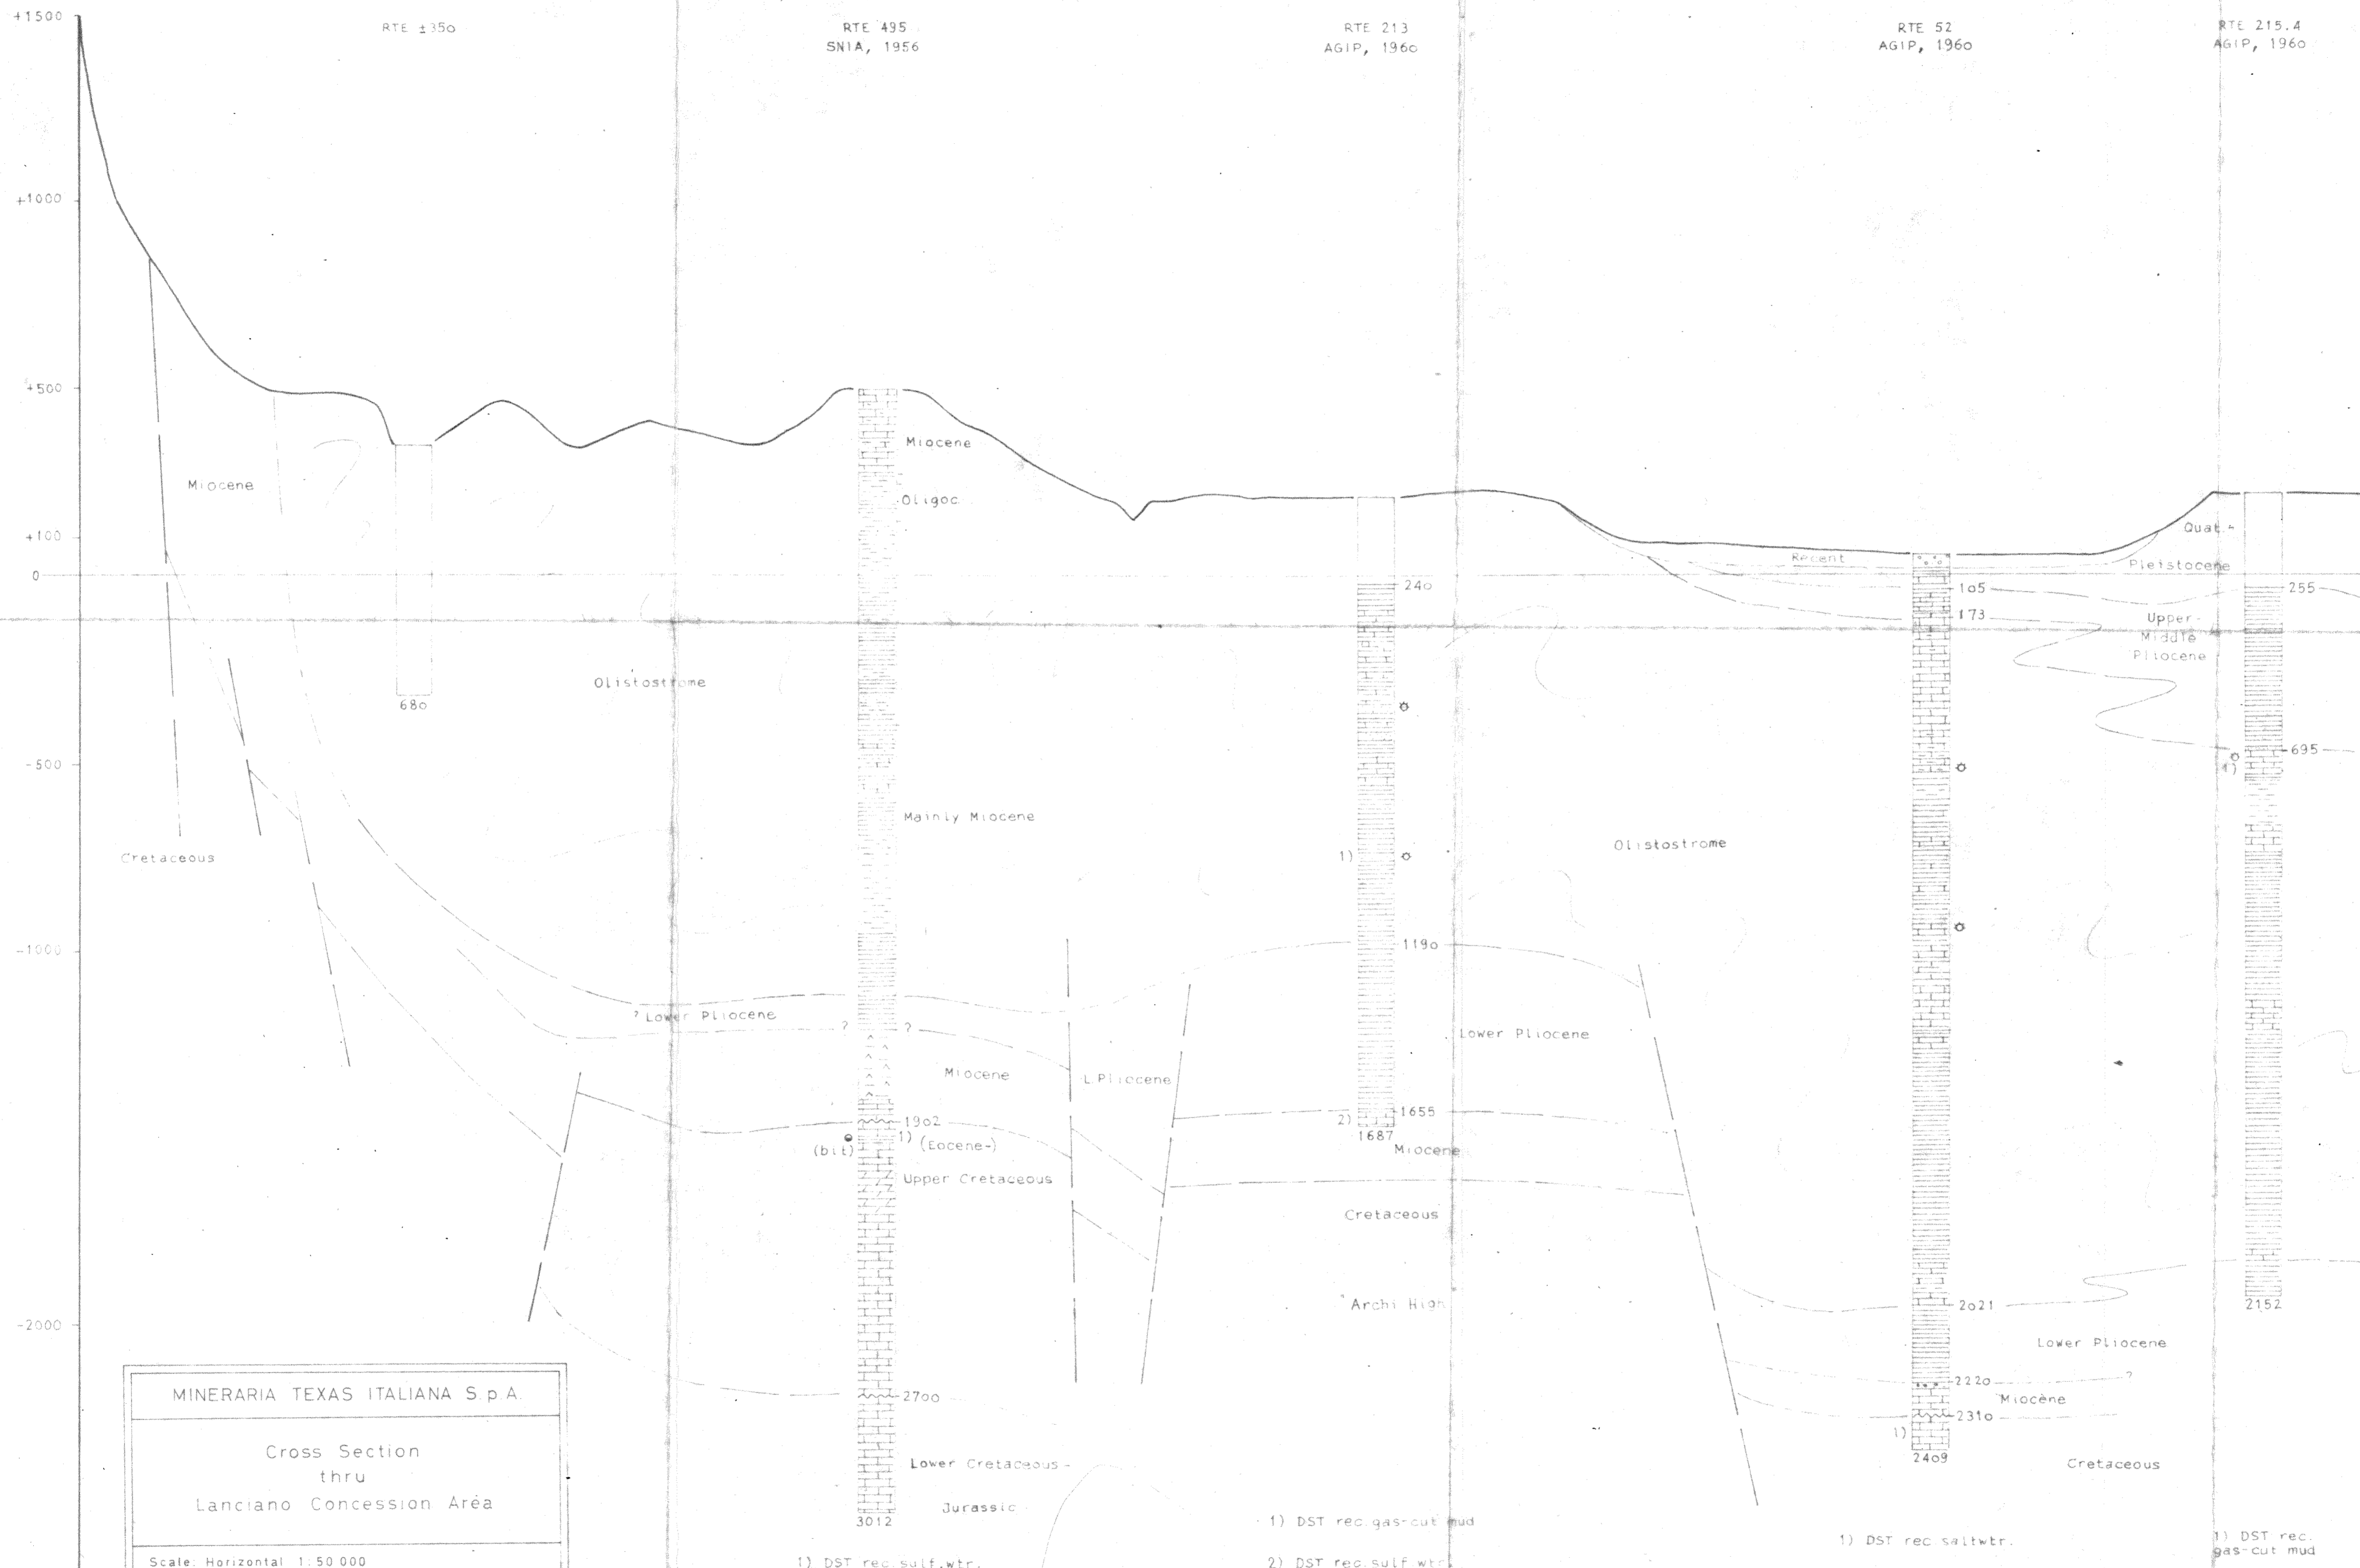 +1500
RTE ±350
RTE 495
SNIA, 1956
RTE 213
AGIP, 1960
RTE 52
AGIP, 1960
RTE 215.4
AGIP, 1960
+1000
+500
Miocene
Miocene
Oligoc.
+100
Quat.
Recent
0
Pleistocene
240
105
255
173
Upper-
Middle
Pliocene
Olistostrome
680
-500
695
1)
Mainly Miocene
Cretaceous
1)
Olistostrome
-1000
1190
? Lower Pliocene
?
?
Lower Pliocene
Miocene
L.Pliocene
1902
1655
2)
1687
(bit)
1) (Eocene-)
Miocene
Upper Cretaceous
Cretaceous
Archi High
2021
2152
-2000
Lower Pliocene
2220
?
Miocene
2310
2700
1)
2409
Cretaceous
Lower Cretaceous-
Jurassic
3012
MINERARIA TEXAS ITALIANA S.p.A.
Cross Section
thru
Lanciano Concession Area
Scale: Horizontal 1:50 000
1) DST rec.sulf.wtr.
1) DST rec.gas-cut mud
2) DST rec.sulf wtr
1) DST rec.saltwtr.
1) DST rec.
gas-cut mud